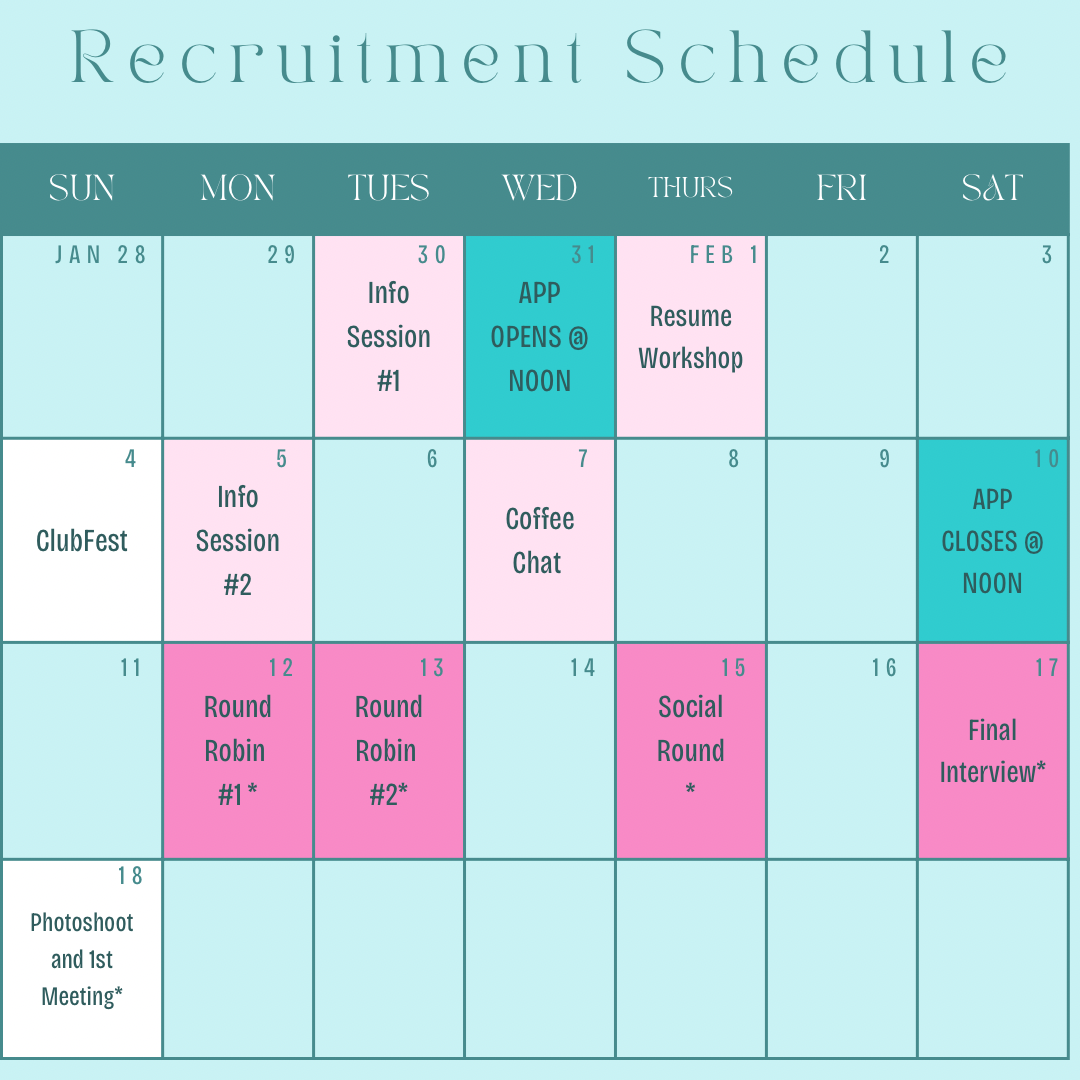 Recruitment Schedule
SUN MON TUES WED THURS FRI SAT
JAN 28
29
30
Info
Session
#1
31
APP
OPENS @
NOON
FEB 1
Resume
Workshop
2
3
4
ClubFest
5
Info
Session
#2
6
7
Coffee
Chat
8
9
10
APP
CLOSES @
NOON
11
12
Round
Robin
#1 *
13
Round
Robin
#2*
14
15
Social
Round
*
16
17
Final
Interview*
18
Photoshoot
and 1st
Meeting*